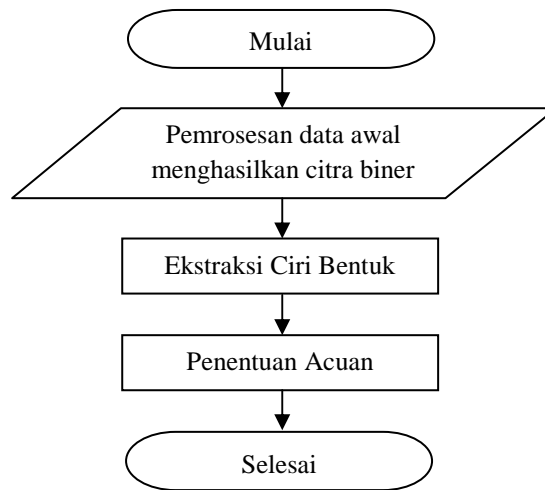 Mulai
Pemrosesan data awal
menghasilkan citra biner
Ekstraksi Ciri Bentuk
Penentuan Acuan
Selesai